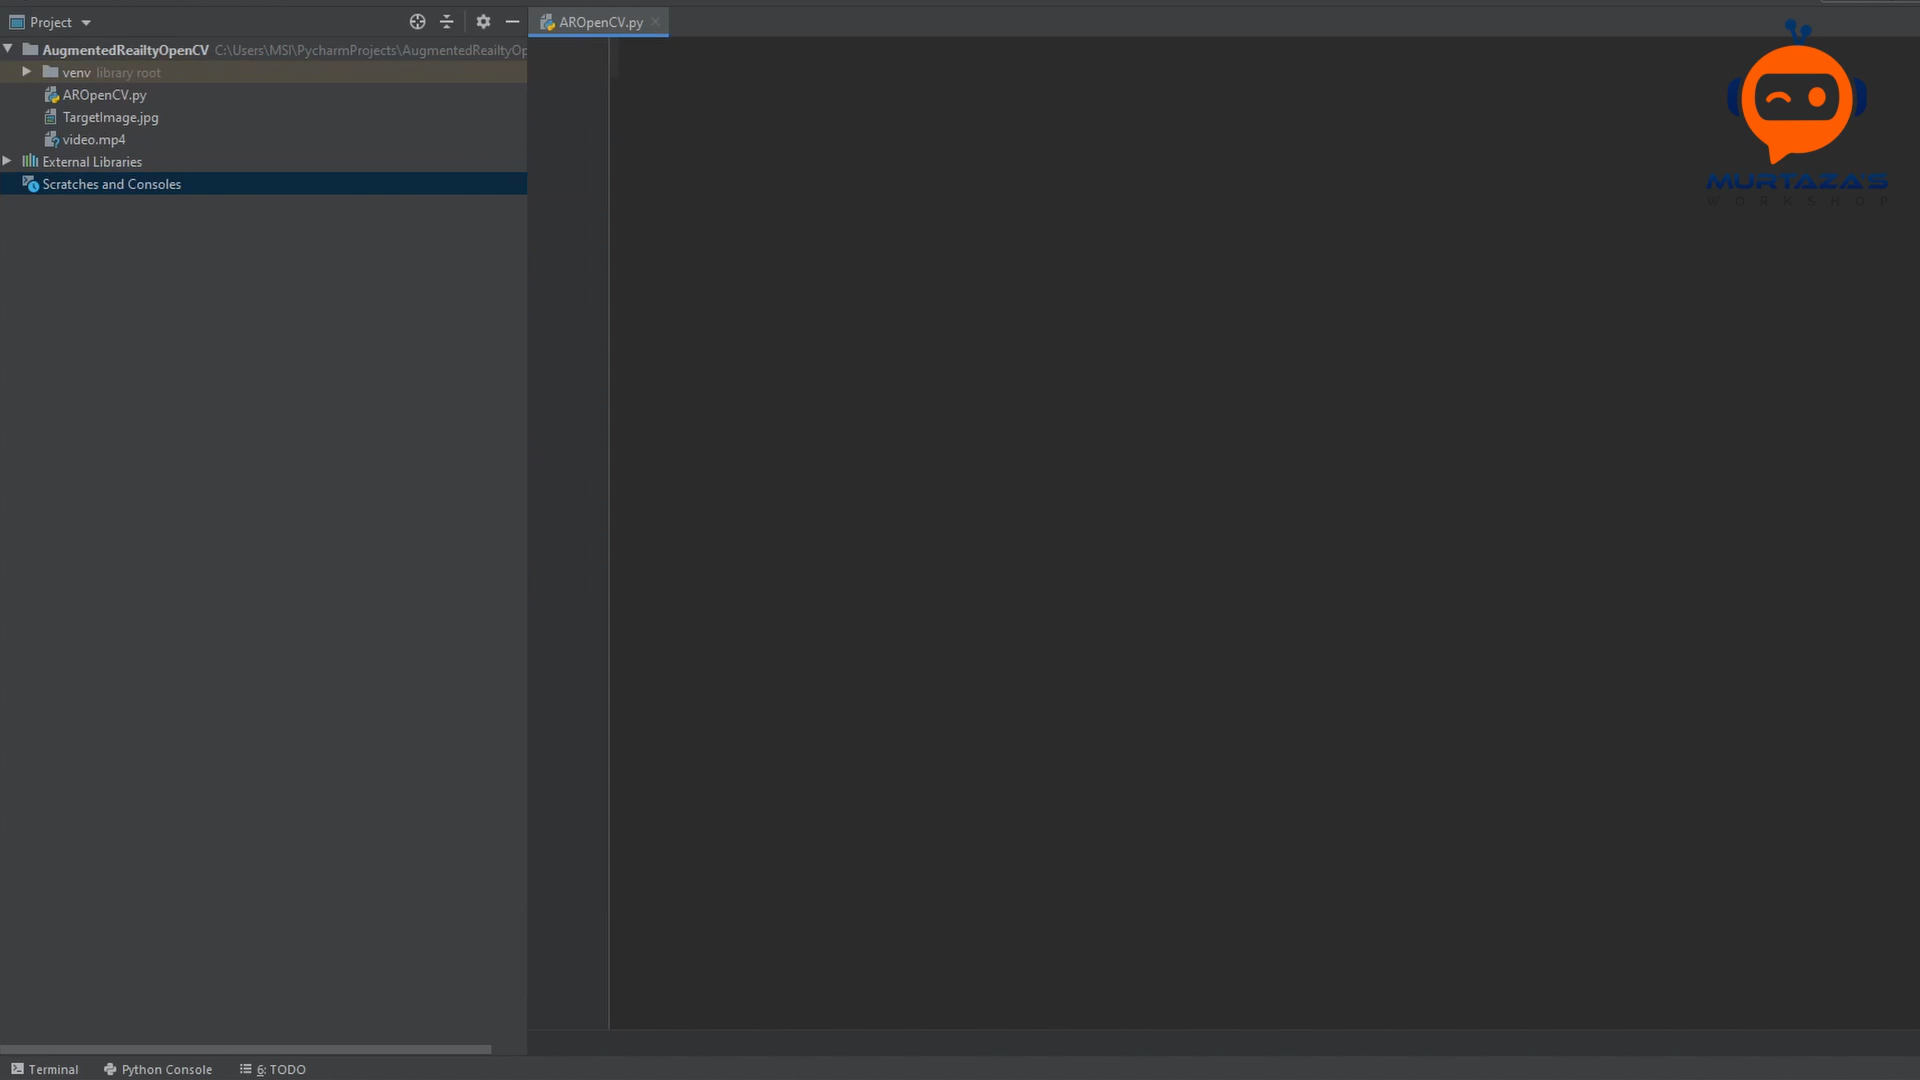 Project
AROpenCV.py
AugmentedReailtyOpenCV C:\Users\MSI\PycharmProjects\AugmentedReailtyOp
venv library root
AROpenCV.py
TargetImage.jpg
video.mp4
External Libraries
Scratches and Consoles
MURTAZA'S
WORKSHOP
Terminal
Python Console
6: TODO